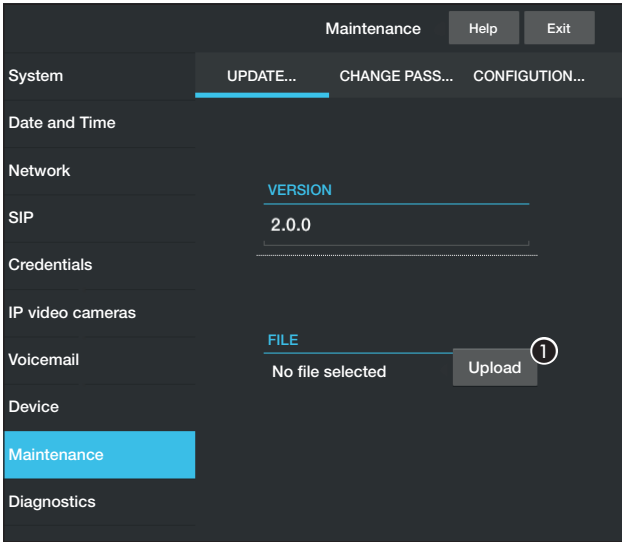 Maintenance Help Exit
System
UPDATE... CHANGE PASS... CONFIGUTION...
Date and Time
Network
VERSION
SIP
2.0.0
Credentials
IP video cameras
FILE
①
Voicemail
No file selected Upload
Device
Maintenance
Diagnostics